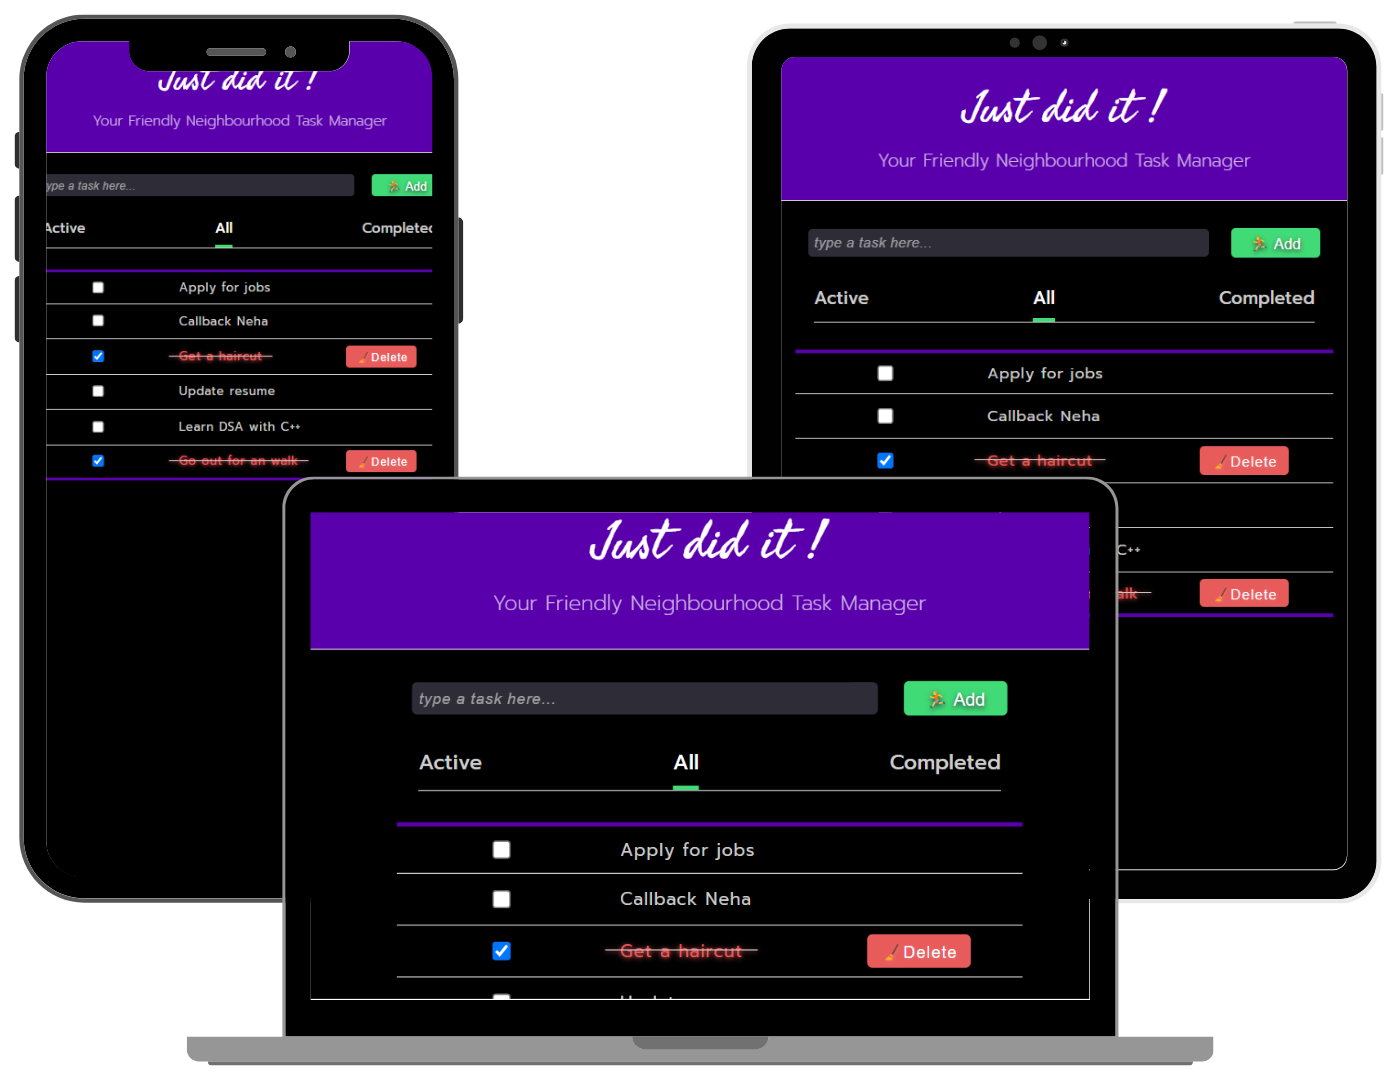 Just did it !
Your Friendly Neighbourhood Task Manager
ype a task here...
Add
Active All Completed
Apply for jobs
Callback Neha
Get a haircut Delete
Update resume
Learn DSA with C++
Go out for an walk Delete
Just did it !
Your Friendly Neighbourhood Task Manager
type a task here...
Add
Active All Completed
Apply for jobs
Callback Neha
Get a haircut Delete
C++
alk Delete
Just did it !
Your Friendly Neighbourhood Task Manager
type a task here...
Add
Active All Completed
Apply for jobs
Callback Neha
Get a haircut Delete